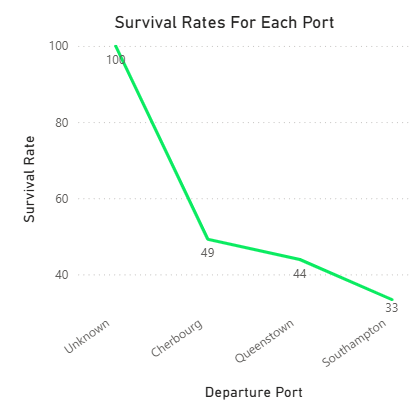 Survival Rates For Each Port
100
80
60
40
Survival Rate
100
49
44
33
Unknown
Cherbourg
Queenstown
Southampton
Departure Port